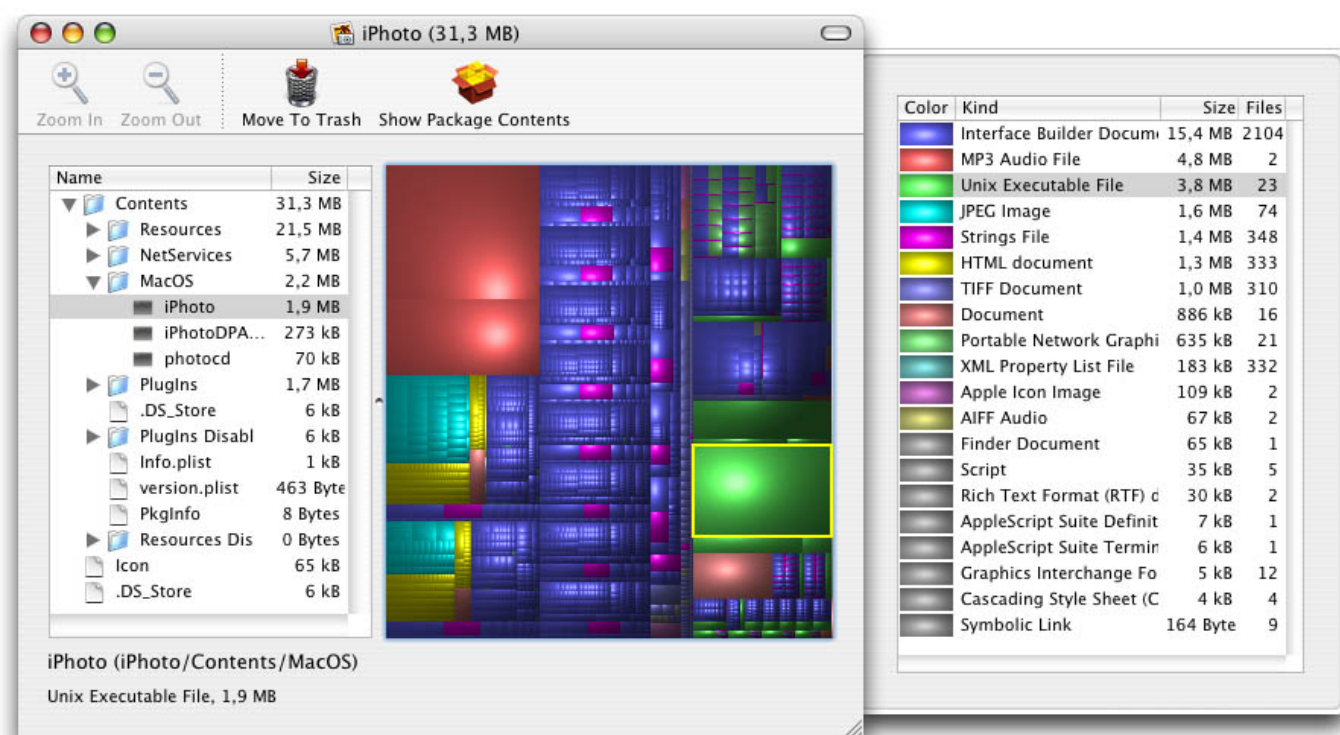 iPhoto (31,3 MB)
Zoom In Zoom Out Move To Trash Show Package Contents
Name Size
Contents 31,3 MB
Resources 21,5 MB
NetServices 5,7 MB
MacOS 2,2 MB
iPhoto 1,9 MB
iPhotoDPA... 273 kB
photocd 70 kB
PlugIns 1,7 MB
.DS_Store 6 kB
PlugIns Disabl 6 kB
Info.plist 1 kB
version.plist 463 Byte
PkgInfo 8 Bytes
Resources Dis 0 Bytes
Icon 65 kB
.DS_Store 6 kB
iPhoto (iPhoto/Contents/MacOS)
Unix Executable File, 1,9 MB
Color Kind Size Files
Interface Builder Docum 15,4 MB 2104
MP3 Audio File 4,8 MB 2
Unix Executable File 3,8 MB 23
JPEG Image 1,6 MB 74
Strings File 1,4 MB 348
HTML document 1,3 MB 333
TIFF Document 1,0 MB 310
Document 886 kB 16
Portable Network Graphi 635 kB 21
XML Property List File 183 kB 332
Apple Icon Image 109 kB 2
AIFF Audio 67 kB 2
Finder Document 65 kB 1
Script 35 kB 5
Rich Text Format (RTF) d 30 kB 2
AppleScript Suite Definit 7 kB 1
AppleScript Suite Termin 6 kB 1
Graphics Interchange Fo 5 kB 12
Cascading Style Sheet (C 4 kB 4
Symbolic Link 164 Byte 9